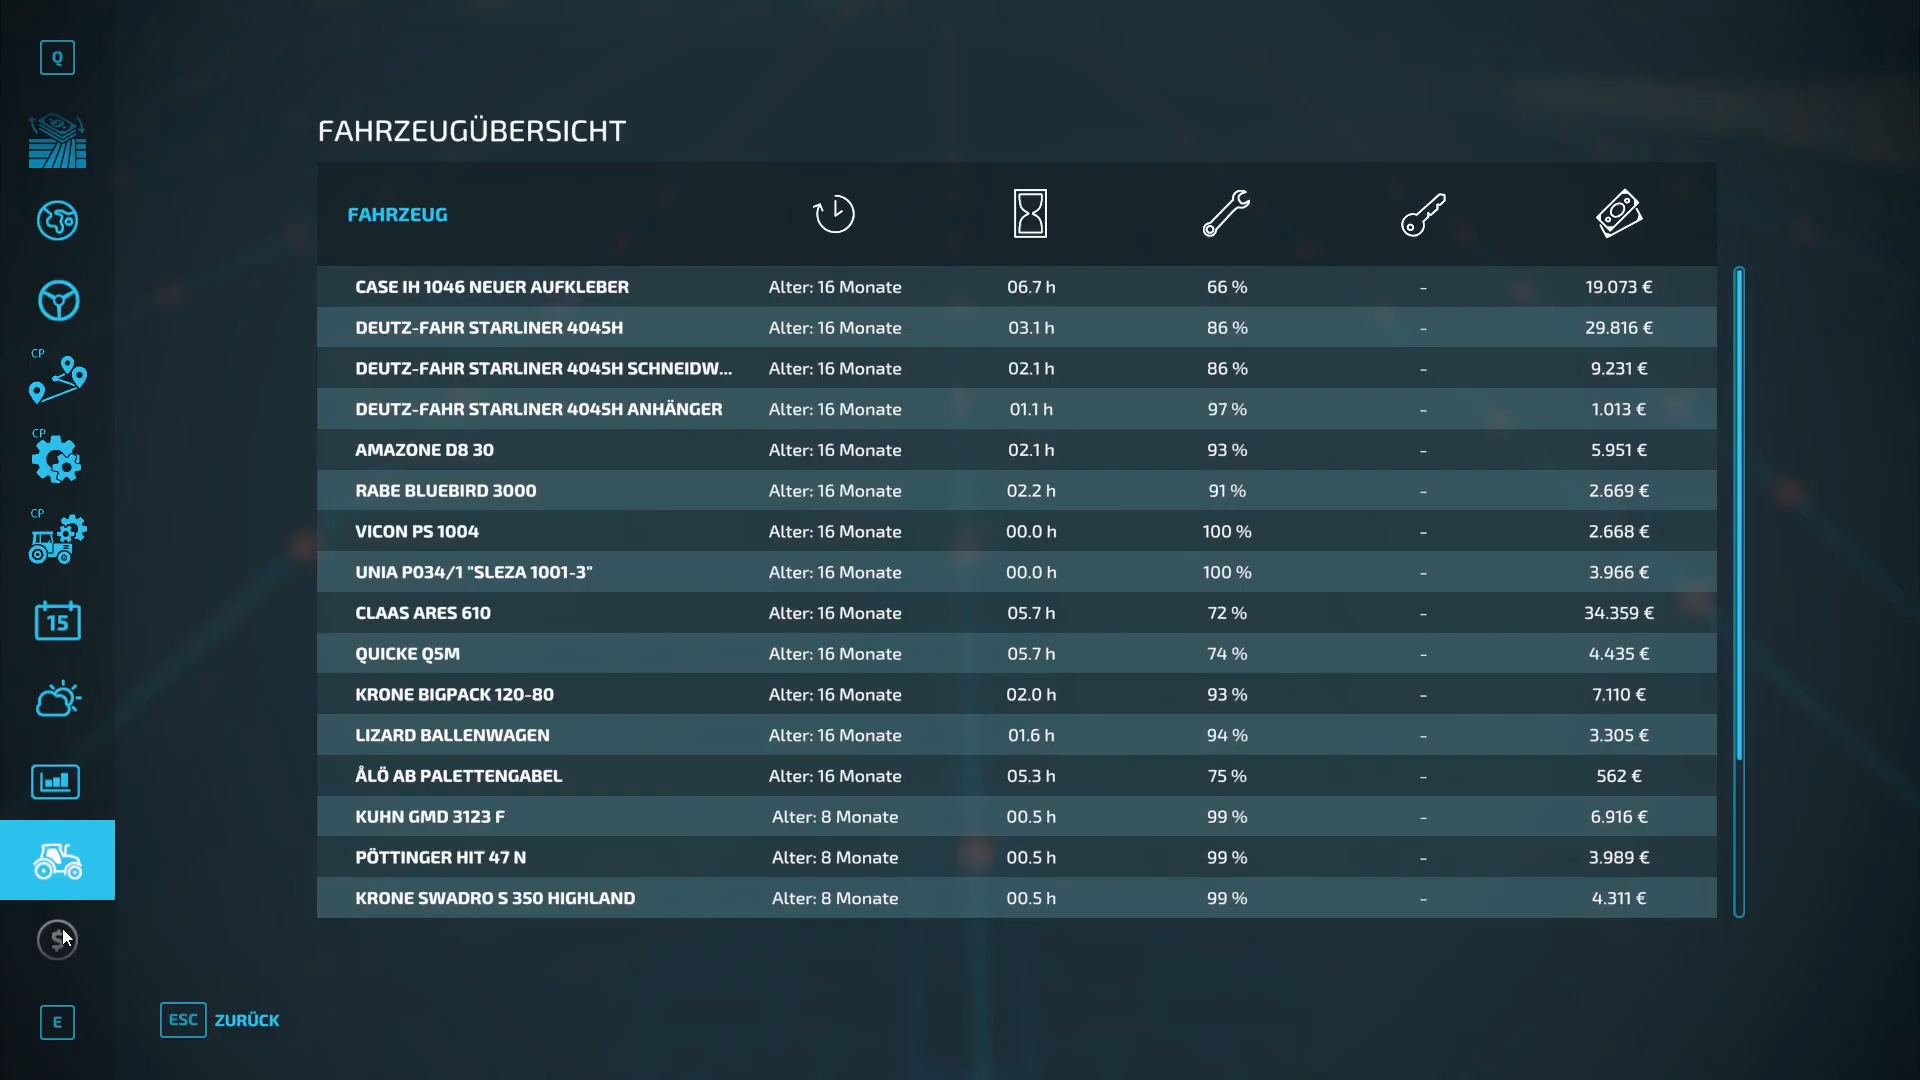 Q
FAHRZEUGÜBERSICHT
FAHRZEUG
CASE IH 1046 NEUER AUFKLEBER Alter: 16 Monate 06.7 h 66 % - 19.073 €
DEUTZ-FAHR STARLINER 4045H Alter: 16 Monate 03.1 h 86 % - 29.816 €
DEUTZ-FAHR STARLINER 4045H SCHNEIDW... Alter: 16 Monate 02.1 h 86 % - 9.231 €
DEUTZ-FAHR STARLINER 4045H ANHÄNGER Alter: 16 Monate 01.1 h 97 % - 1.013 €
AMAZONE D8 30 Alter: 16 Monate 02.1 h 93 % - 5.951 €
RABE BLUEBIRD 3000 Alter: 16 Monate 02.2 h 91 % - 2.669 €
VICON PS 1004 Alter: 16 Monate 00.0 h 100 % - 2.668 €
UNIA P034/1 "SLEZA 1001-3" Alter: 16 Monate 00.0 h 100 % - 3.966 €
CLAAS ARES 610 Alter: 16 Monate 05.7 h 72 % - 34.359 €
QUICKE Q5M Alter: 16 Monate 05.7 h 74 % - 4.435 €
KRONE BIGPACK 120-80 Alter: 16 Monate 02.0 h 93 % - 7.110 €
LIZARD BALLENWAGEN Alter: 16 Monate 01.6 h 94 % - 3.305 €
ÅLÖ AB PALETTENGABEL Alter: 16 Monate 05.3 h 75 % - 562 €
KUHN GMD 3123 F Alter: 8 Monate 00.5 h 99 % - 6.916 €
PÖTTINGER HIT 47 N Alter: 8 Monate 00.5 h 99 % - 3.989 €
KRONE SWADRO S 350 HIGHLAND Alter: 8 Monate 00.5 h 99 % - 4.311 €
CP
CP
CP
15
$
E
ESC ZURÜCK